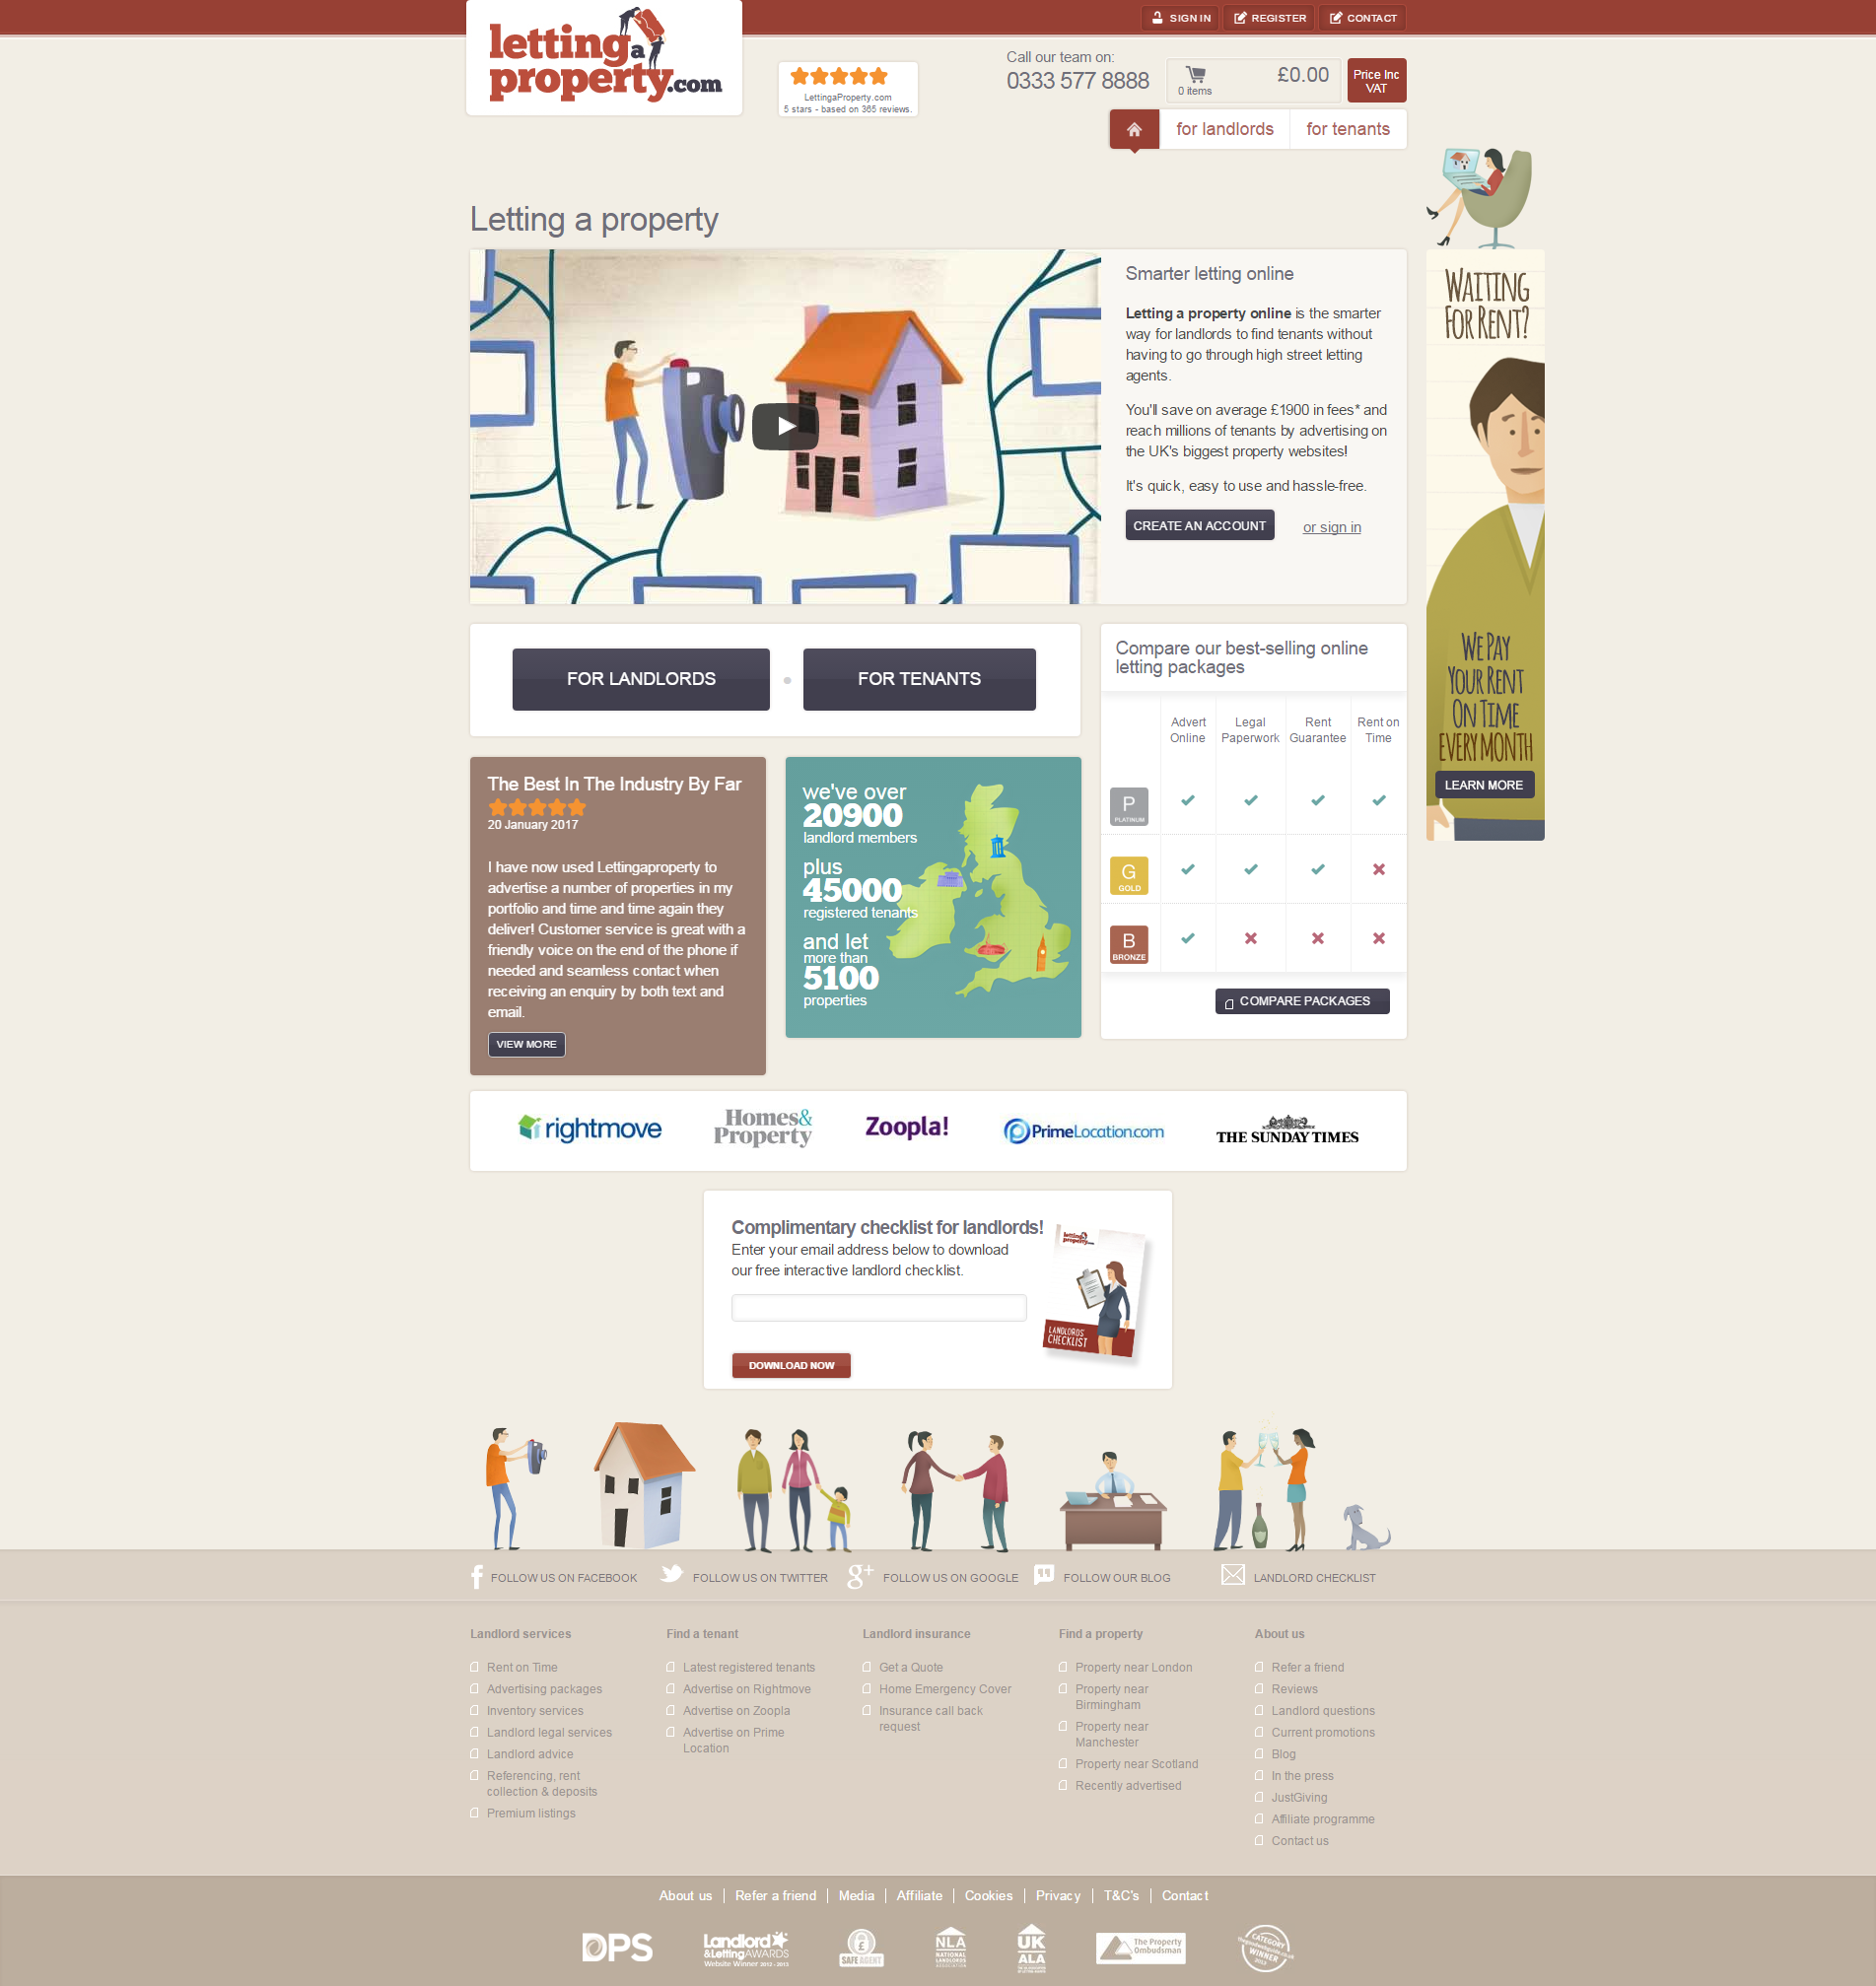 SIGN IN
REGISTER
CONTACT
letting a
property.com
LettingaProperty.com
5 stars - based on 365 reviews.
Call our team on:
0333 577 8888
0 items
£0.00
Price Inc
VAT
for landlords
for tenants
Letting a property
Smarter letting online
Letting a property online is the smarter
way for landlords to find tenants without
having to go through high street letting
agents.
You'll save on average £1900 in fees* and
reach millions of tenants by advertising on
the UK's biggest property websites!
It's quick, easy to use and hassle-free.
CREATE AN ACCOUNT
or sign in
WAITING
FOR RENT?
WE PAY
YOUR RENT
ON TIME
EVERY MONTH
LEARN MORE
FOR LANDLORDS
FOR TENANTS
Compare our best-selling online
letting packages
Advert Online
Legal Paperwork
Rent Guarantee
Rent on Time
P
PLATINUM
G
GOLD
B
BRONZE
COMPARE PACKAGES
The Best In The Industry By Far
20 January 2017
I have now used Lettingaproperty to
advertise a number of properties in my
portfolio and time and time again they
deliver! Customer service is great with a
friendly voice on the end of the phone if
needed and seamless contact when
receiving an enquiry by both text and
email.
VIEW MORE
we've over
20900
landlord members
plus
45000
registered tenants
and let
more than
5100
properties
rightmove
Homes&
Property
Zoopla!
PrimeLocation.com
THE SUNDAY TIMES
Complimentary checklist for landlords!
Enter your email address below to download
our free interactive landlord checklist.
DOWNLOAD NOW
letting a
property.com
LANDLORDS
CHECKLIST
FOLLOW US ON FACEBOOK
FOLLOW US ON TWITTER
g+
FOLLOW US ON GOOGLE
FOLLOW OUR BLOG
LANDLORD CHECKLIST
Landlord services
Rent on Time
Advertising packages
Inventory services
Landlord legal services
Landlord advice
Referencing, rent
collection & deposits
Premium listings
Find a tenant
Latest registered tenants
Advertise on Rightmove
Advertise on Zoopla
Advertise on Prime
Location
Landlord insurance
Get a Quote
Home Emergency Cover
Insurance call back
request
Find a property
Property near London
Property near
Birmingham
Property near
Manchester
Property near Scotland
Recently advertised
About us
Refer a friend
Reviews
Landlord questions
Current promotions
Blog
In the press
JustGiving
Affiliate programme
Contact us
About us
Refer a friend
Media
Affiliate
Cookies
Privacy
T&C's
Contact
DPS
Landlord
&LettingAWARDS
Website Winner 2012 - 2013
SAFEAGENT
NLA
NATIONAL
LANDLORDS
ASSOCIATION
UK
ALA
The Property
Ombudsman
CATEGORY
WINNER